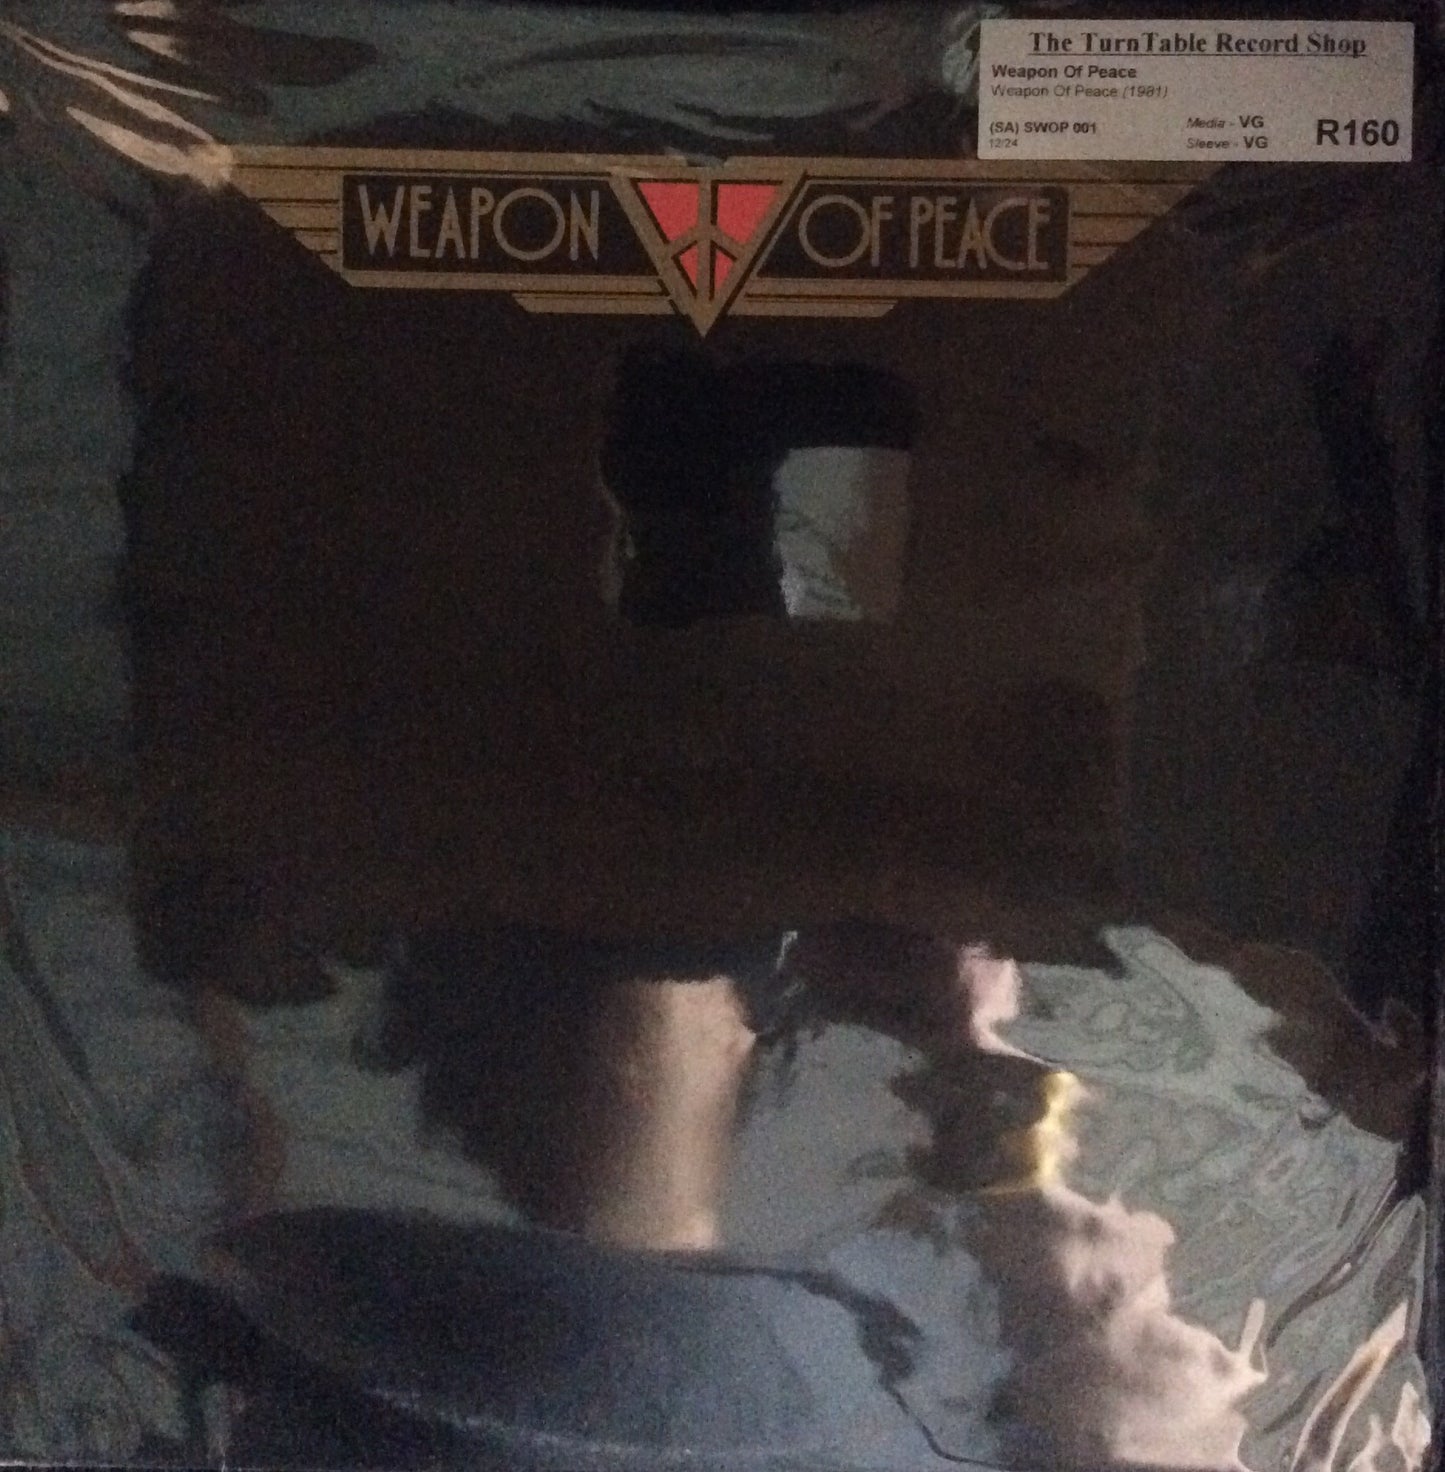 The TurnTable Record Shop
Weapon Of Peace
Weapon Of Peace (1981)
(SA) SWOP 001 Media - VG
12/24 Sleeve - VG R160
WEAPON OF PEACE